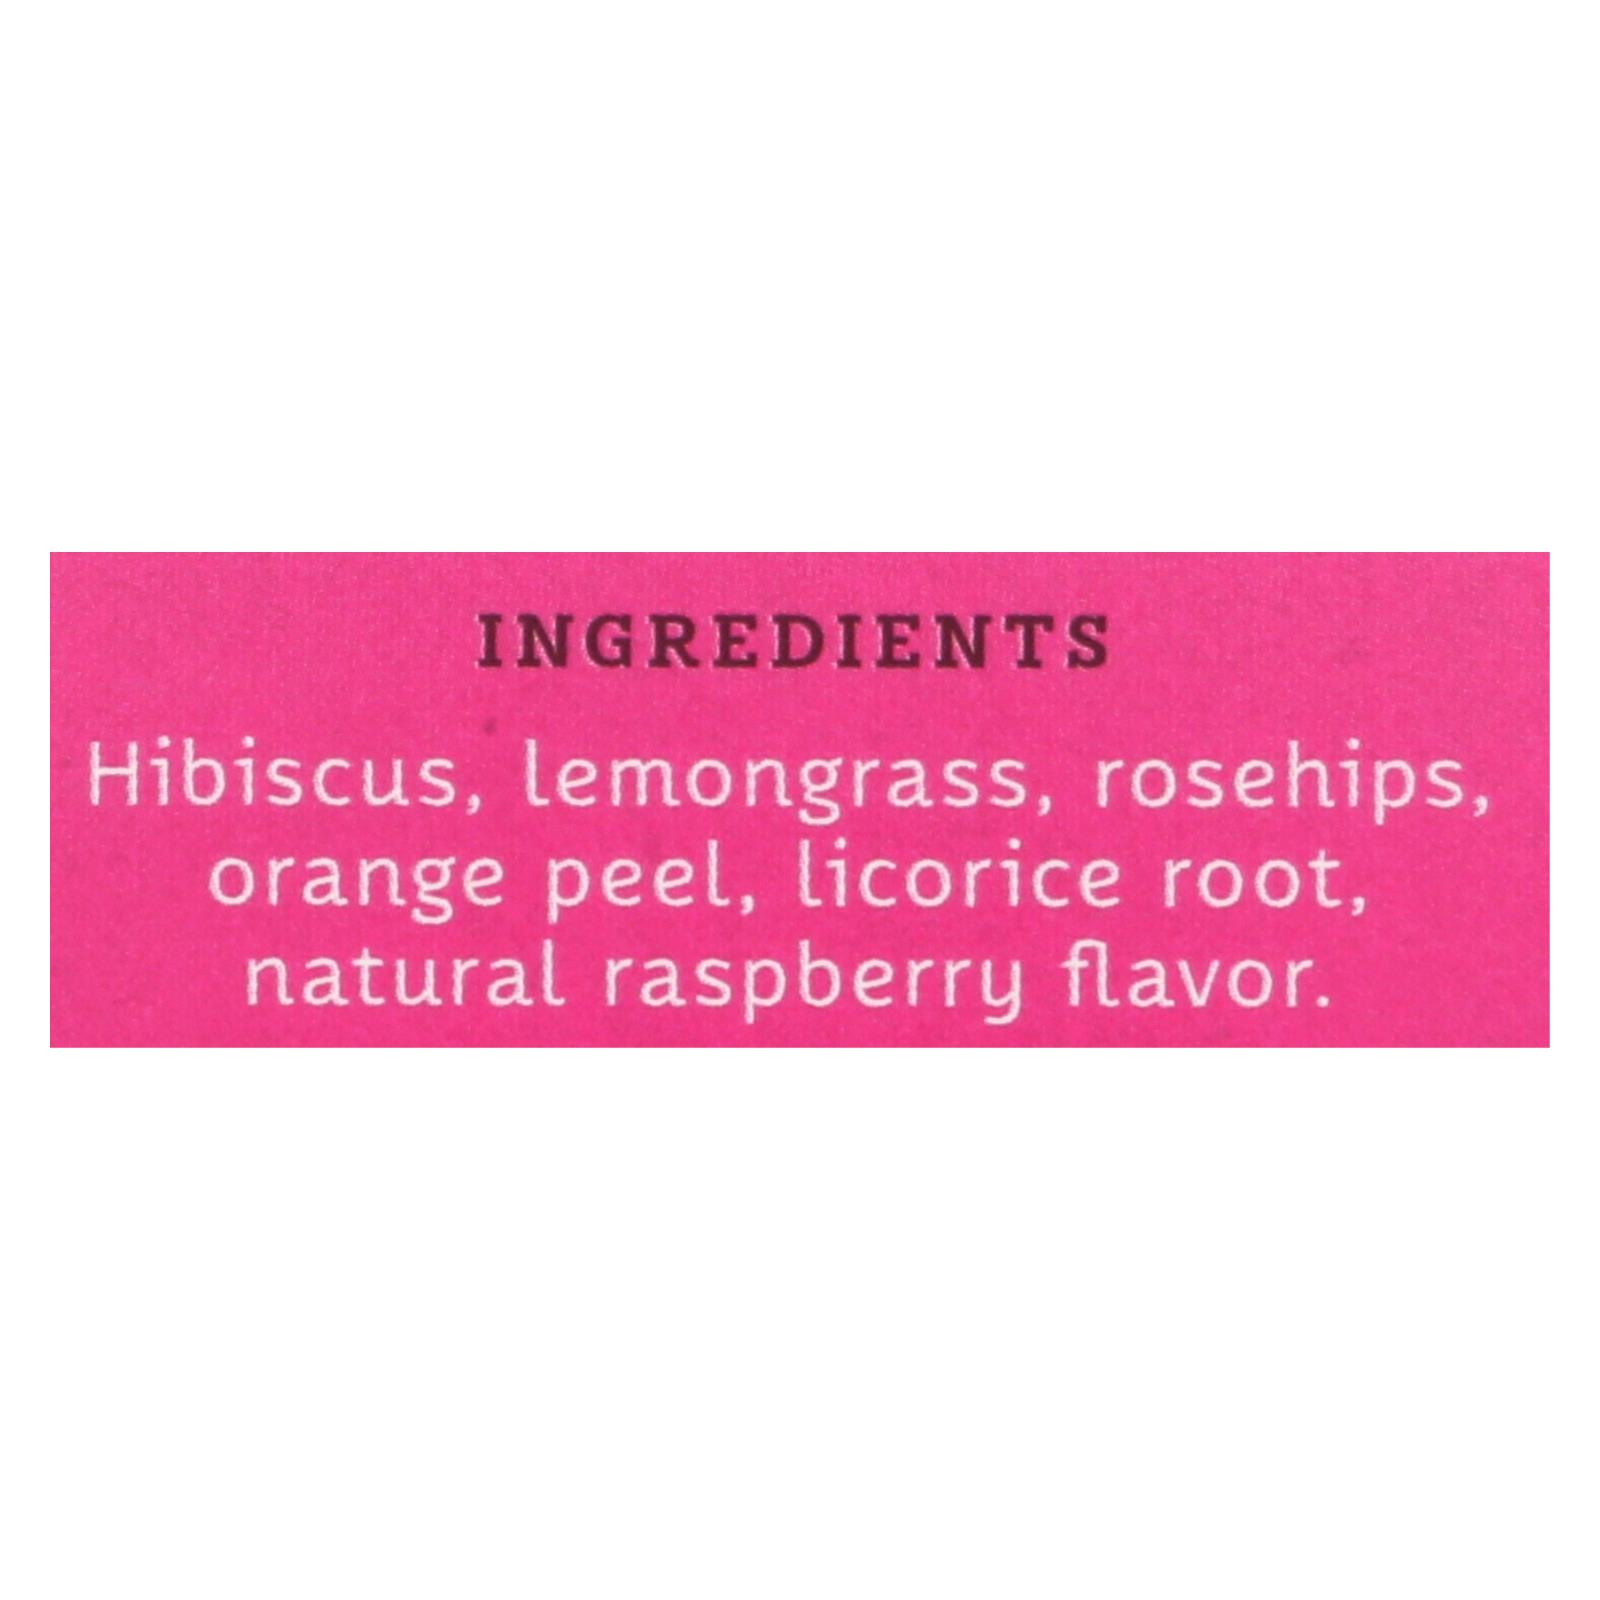 INGREDIENTS
Hibiscus, lemongrass, rosehips,
orange peel, licorice root,
natural raspberry flavor.